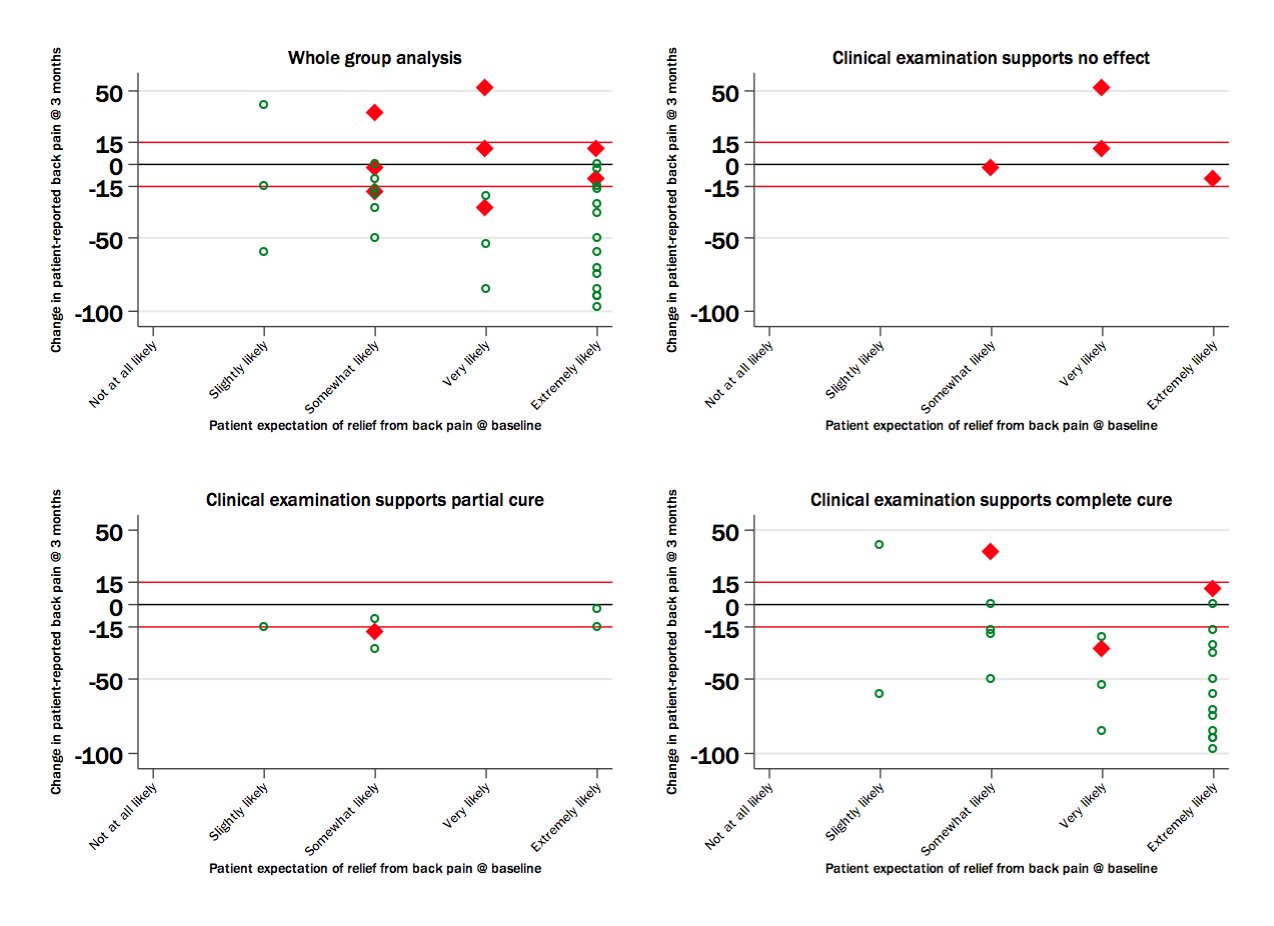 Whole group analysis
Change in patient-reported back pain @ 3 months
50
15
0
-15
-50
-100
Not at all likely
Slightly likely
Somewhat likely
Very likely
Extremely likely
Patient expectation of relief from back pain @ baseline
Clinical examination supports no effect
Change in patient-reported back pain @ 3 months
50
15
0
-15
-50
-100
Not at all likely
Slightly likely
Somewhat likely
Very likely
Extremely likely
Patient expectation of relief from back pain @ baseline
Clinical examination supports partial cure
Change in patient-reported back pain @ 3 months
50
15
0
-15
-50
-100
Not at all likely
Slightly likely
Somewhat likely
Very likely
Extremely likely
Patient expectation of relief from back pain @ baseline
Clinical examination supports complete cure
Change in patient-reported back pain @ 3 months
50
15
0
-15
-50
-100
Not at all likely
Slightly likely
Somewhat likely
Very likely
Extremely likely
Patient expectation of relief from back pain @ baseline